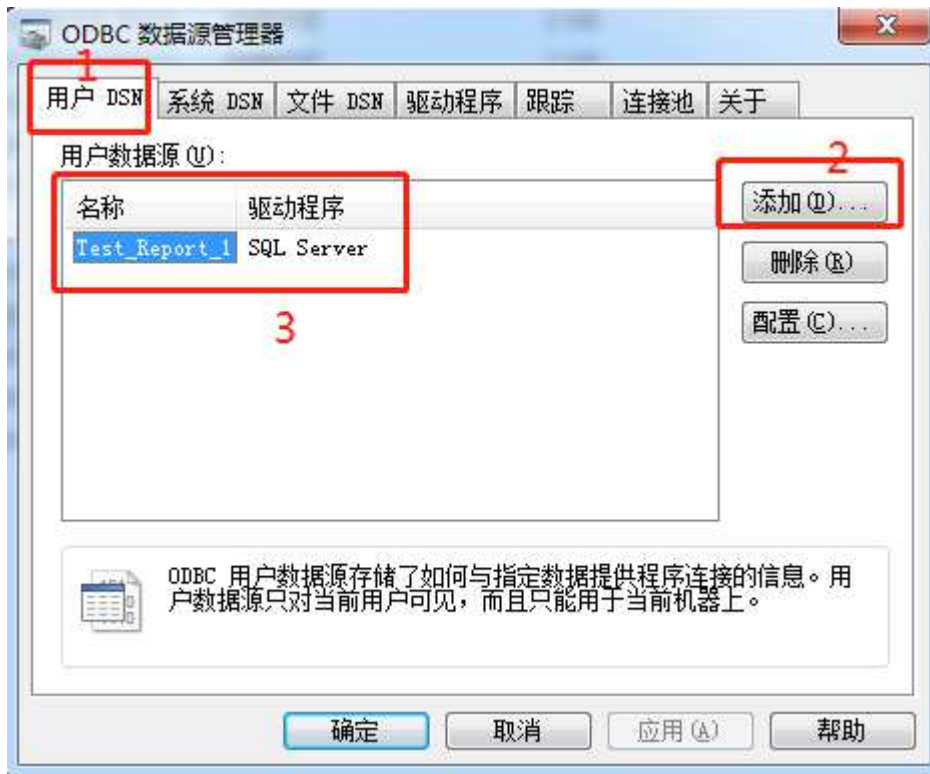 ODBC 数据源管理器
1
用户 DSN 系统 DSN 文件 DSN 驱动程序 跟踪 连接池 关于
用户数据源(U):
2
名称 驱动程序
添加(D)...
Test_Report_1 SQL Server
删除(R)
3
配置(C)...
ODBC 用户数据源存储了如何与指定数据提供程序连接的信息。用
户数据源只对当前用户可见，而且只能用于当前机器上。
确定 取消 应用(A) 帮助